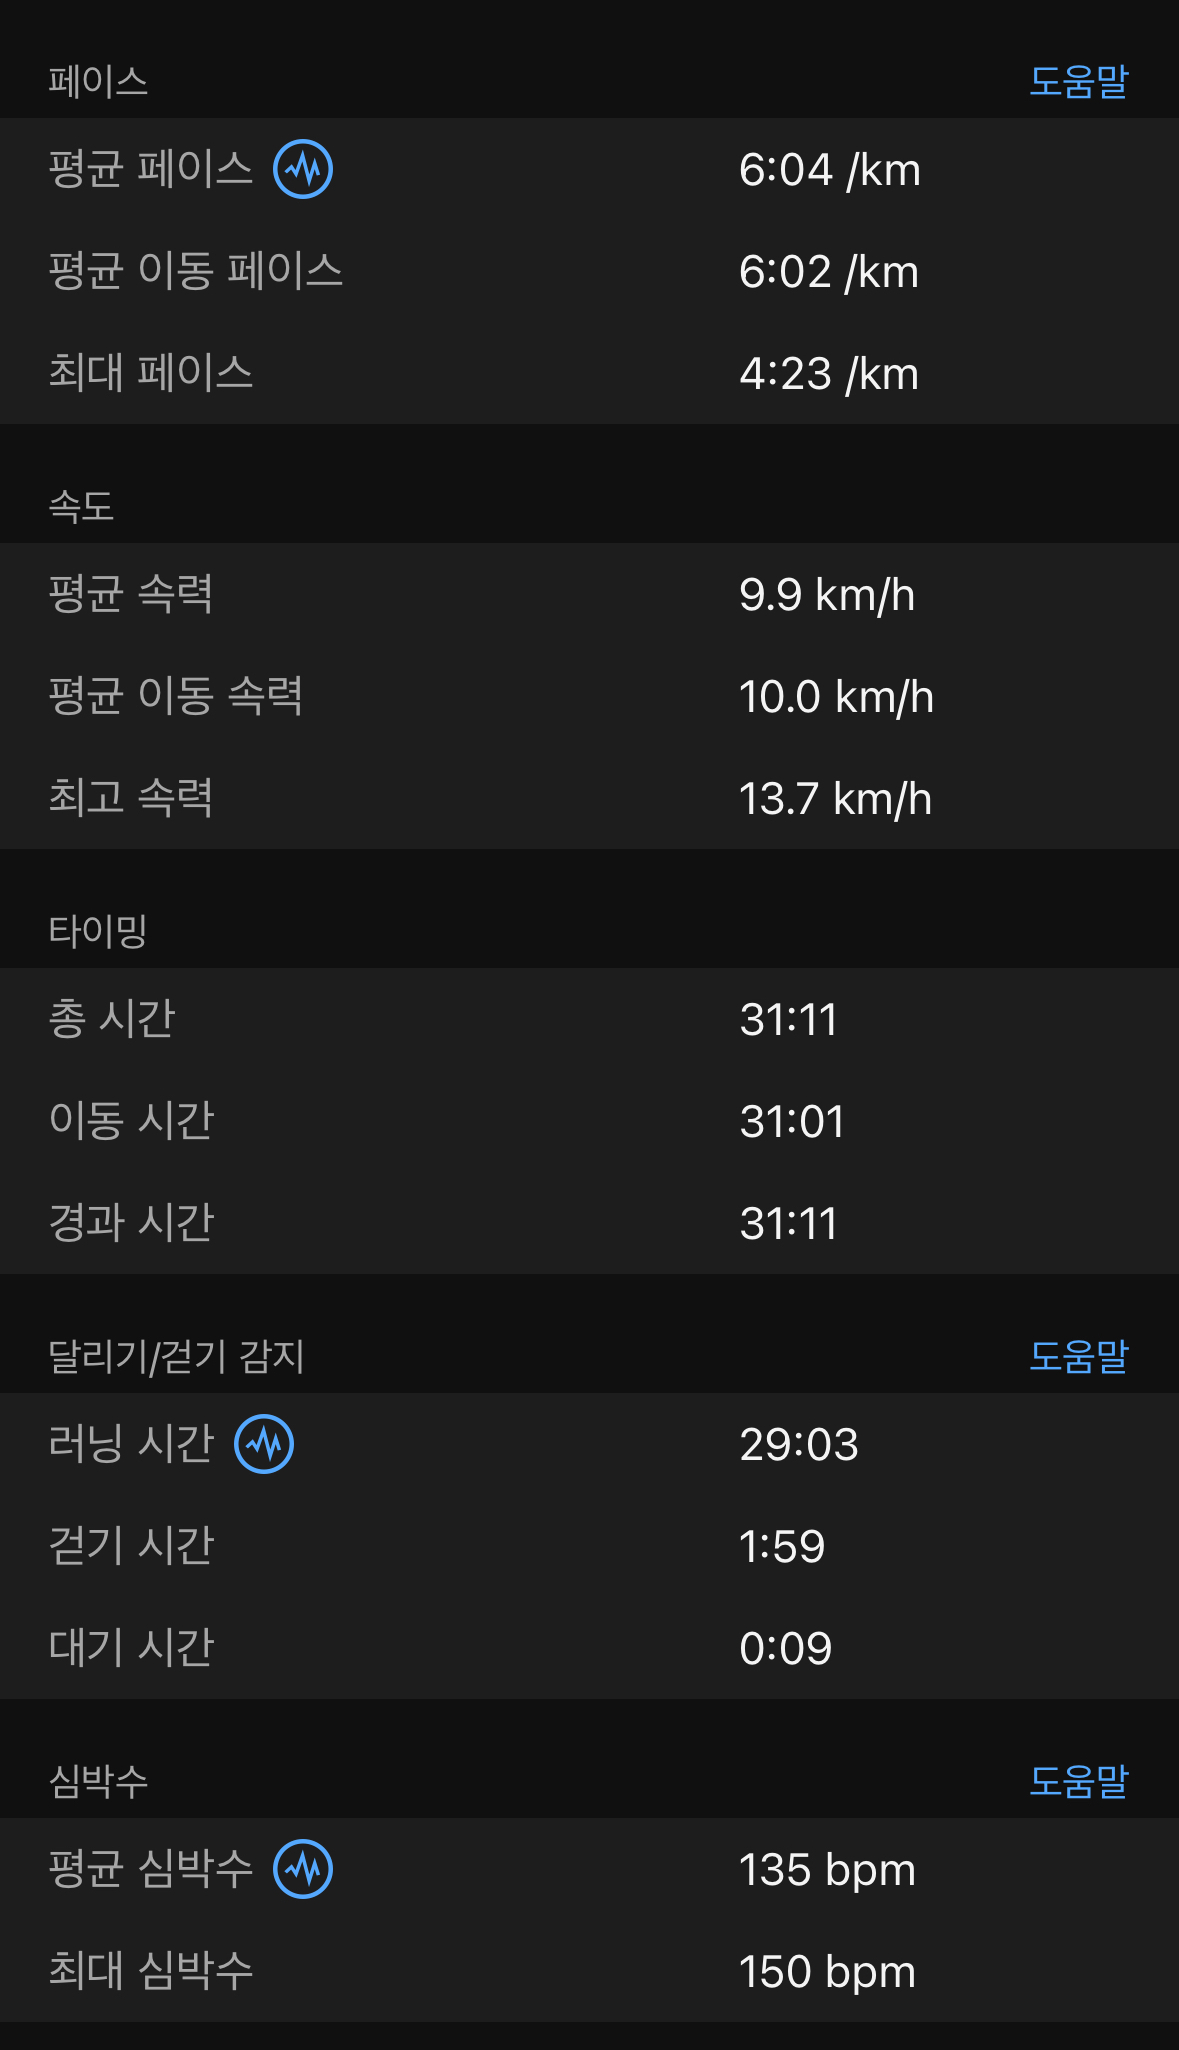 페이스 도움말
평균 페이스 6:04 /km
평균 이동 페이스 6:02 /km
최대 페이스 4:23 /km
속도
평균 속력 9.9 km/h
평균 이동 속력 10.0 km/h
최고 속력 13.7 km/h
타이밍
총 시간 31:11
이동 시간 31:01
경과 시간 31:11
달리기/걷기 감지 도움말
러닝 시간 29:03
걷기 시간 1:59
대기 시간 0:09
심박수 도움말
평균 심박수 135 bpm
최대 심박수 150 bpm